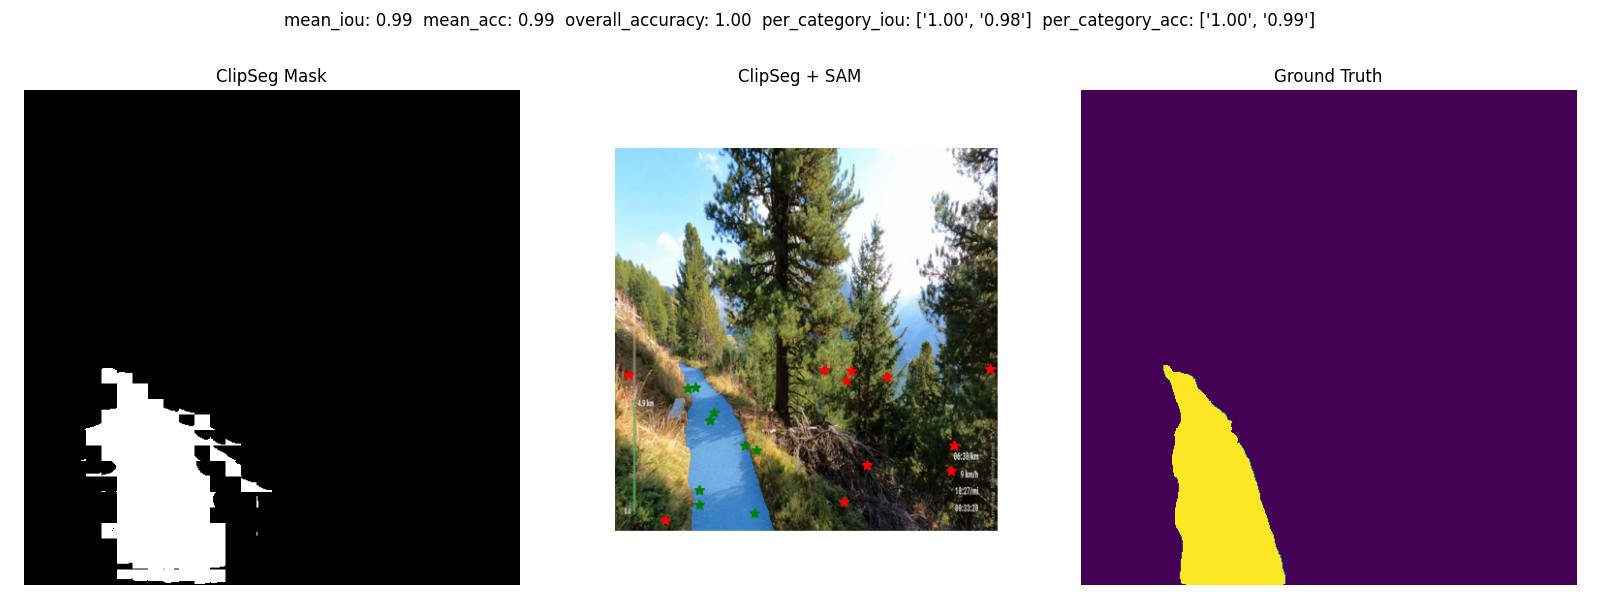 mean_iou: 0.99 mean_acc: 0.99 overall_accuracy: 1.00 per_category_iou: ['1.00', '0.98'] per_category_acc: ['1.00', '0.99']
ClipSeg Mask
ClipSeg + SAM
Ground Truth
4.9 km
06:30/km
9 km/h
10:27/mi
00:33:20